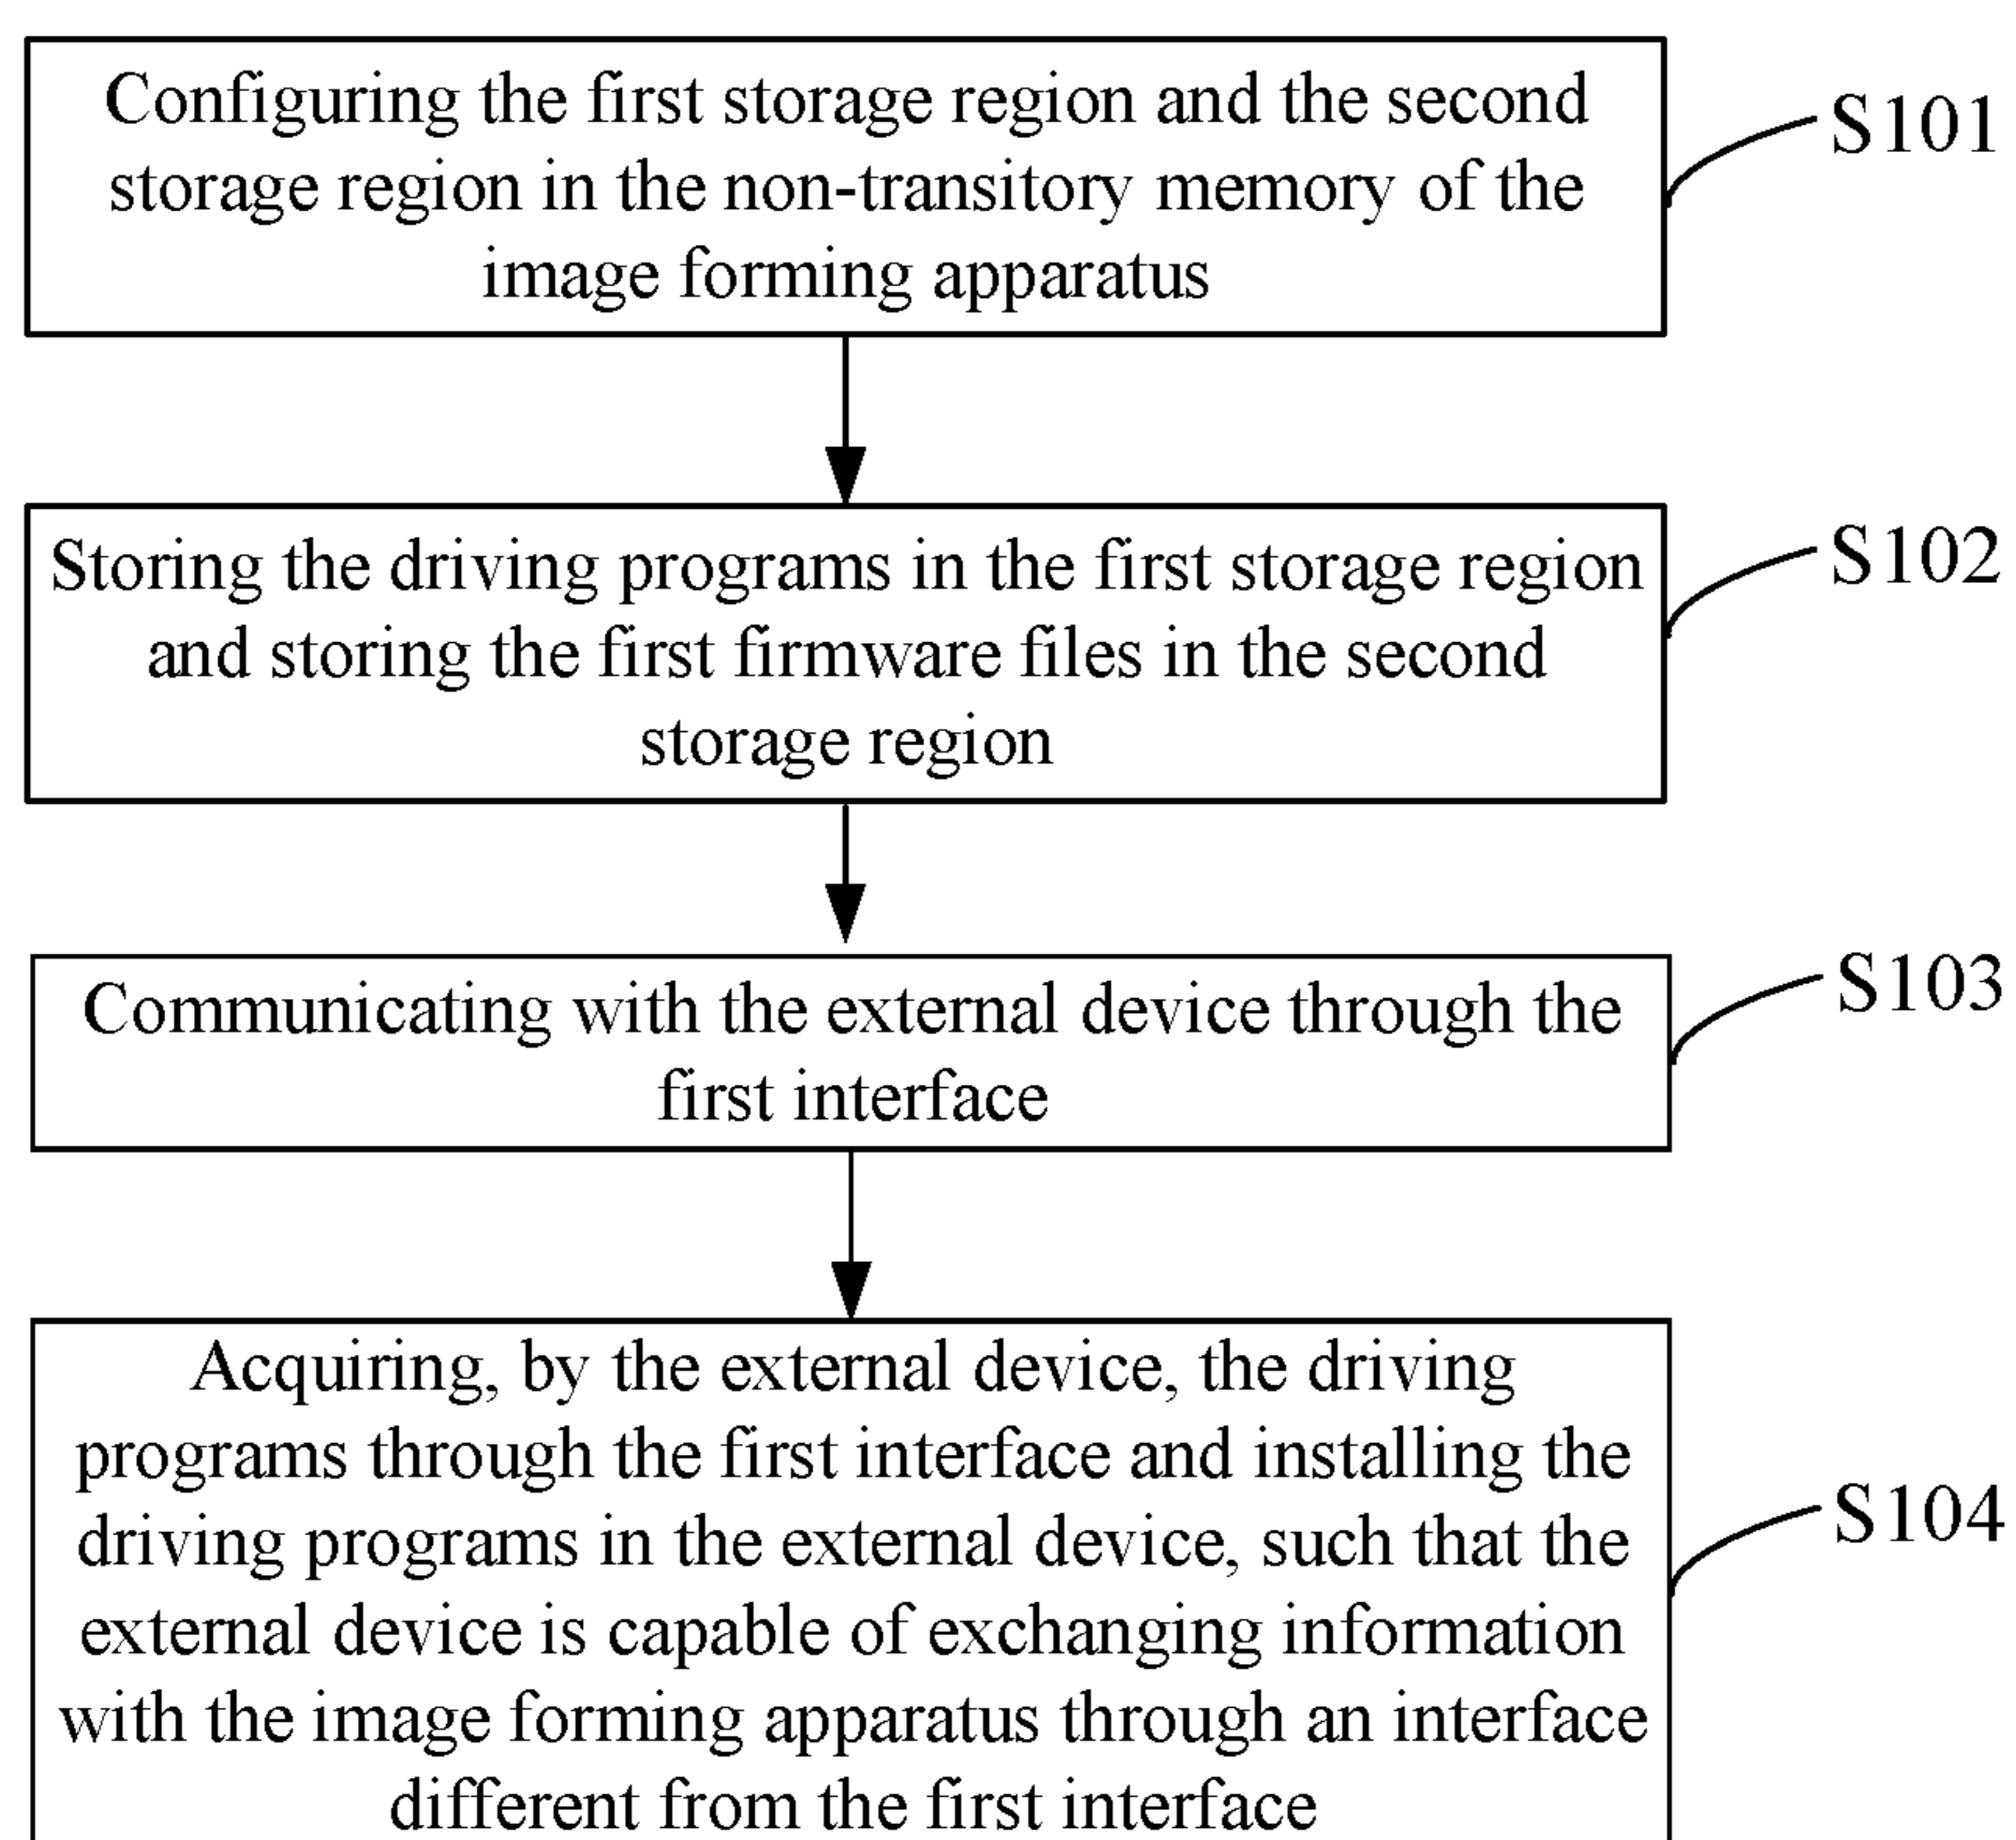 Configuring the first storage region and the second
storage region in the non-transitory memory of the
image forming apparatus
S101
Storing the driving programs in the first storage region
and storing the first firmware files in the second
storage region
S102
Communicating with the external device through the
first interface
S103
Acquiring, by the external device, the driving
programs through the first interface and installing the
driving programs in the external device, such that the
external device is capable of exchanging information
with the image forming apparatus through an interface
different from the first interface
S104